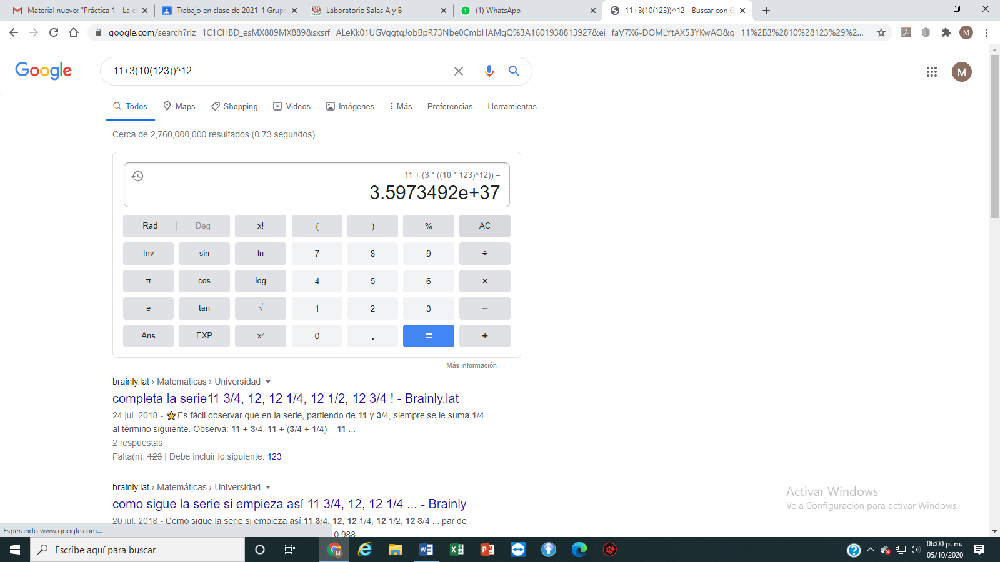 Material nuevo: "Práctica 1 - La c
Trabajo en clase de 2021-1 Grupo
Laboratorio Salas A y B
(1) WhatsApp
11+3(10(123))^12 - Buscar con G
google.com/search?rlz=1C1CHBD_esMX889MX889&sxsrf=ALeKk01UGVqgtqJobBpR73Nbe0CmbHAMgQ%3A1601938813927&ei=faV7X6-DOMLYtAX53YKwAQ&q=11%2B3%2810%28123%29%2...
M
Google
11+3(10(123))^12
M
Todos Maps Shopping Videos Imágenes Más Preferencias Herramientas
Cerca de 2,760,000,000 resultados (0.73 segundos)
11 + (3 * ((10 * 123)^12)) =
3.5973492e+37
Rad | Deg x! ( ) % AC
Inv sin ln 7 8 9 ÷
π cos log 4 5 6 ×
e tan √ 1 2 3 −
Ans EXP xʸ 0 . = +
Más información
brainly.lat › Matemáticas › Universidad
completa la serie11 3/4, 12, 12 1/4, 12 1/2, 12 3/4 ! - Brainly.lat
24 jul. 2018 - ⭐Es fácil observar que en la serie, partiendo de 11 y 3/4, siempre se le suma 1/4
al término siguiente. Observa: 11 + 3/4. 11 + (3/4 + 1/4) = 11 ...
2 respuestas
Falta(n): 123 | Debe incluir lo siguiente: 123
brainly.lat › Matemáticas › Universidad
como sigue la serie si empieza así 11 3/4, 12, 12 1/4 ... - Brainly
20 jul. 2018 - Como sigue la serie si empieza así 11 3/4, 12, 12 1/4, 12 1/2, 12 3/4 ... par de
0.988
Activar Windows
Ve a Configuración para activar Windows.
Esperando www.google.com...
Escribe aquí para buscar
06:00 p. m.
05/10/2020